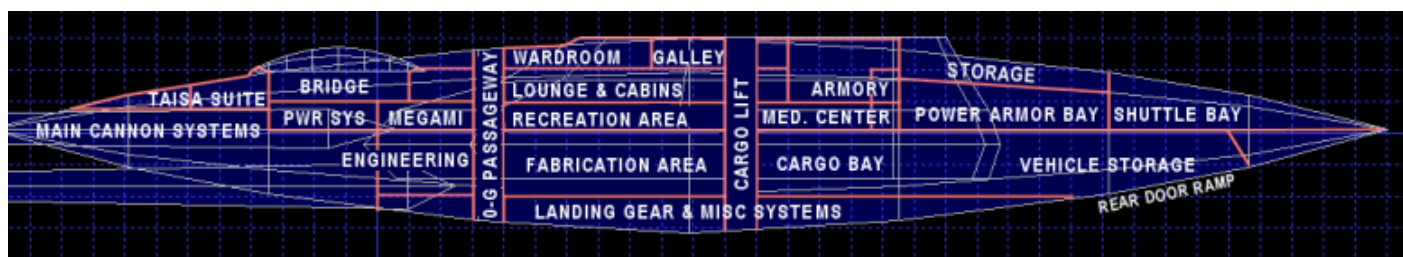 WARDROOM
GALLEY
STORAGE
BRIDGE
TAISA SUITE
LOUNGE & CABINS
ARMORY
PWR SYS
MEGAMI
RECREATION AREA
MED. CENTER
POWER ARMOR BAY
SHUTTLE BAY
MAIN CANNON SYSTEMS
0-G PASSAGEWAY
CARGO LIFT
ENGINEERING
FABRICATION AREA
CARGO BAY
VEHICLE STORAGE
REAR DOOR RAMP
LANDING GEAR & MISC SYSTEMS